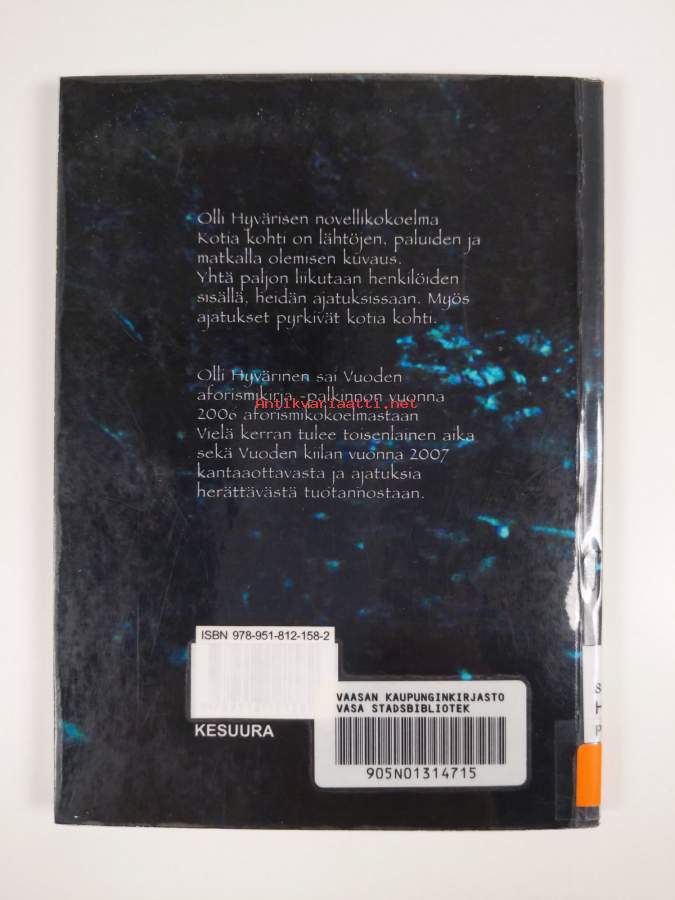 Olli Hyvärisen novellikokoelma
Kotia kohti on lähtöjen, paluiden ja
matkalla olemisen kuvaus.
Yhtä paljon liikutaan henkilöiden
sisällä, heidän ajatuksissaan. Myös
ajatukset pyrkivät kotia kohti.
Olli Hyvärinen sai Vuoden
aforismikirja -palkinnon vuonna
Antikvariaatti.net
2006 aforismikokoelmastaan
Vielä kerran tulee toisenlainen aika
sekä Vuoden kiilan vuonna 2007
kantaaottavasta ja ajatuksia
herättävästä tuotannostaan.
ISBN 978-951-812-158-2
KESUURA
VAASAN KAUPUNGINKIRJASTO
VASA STADSBIBLIOTEK
905N01314715